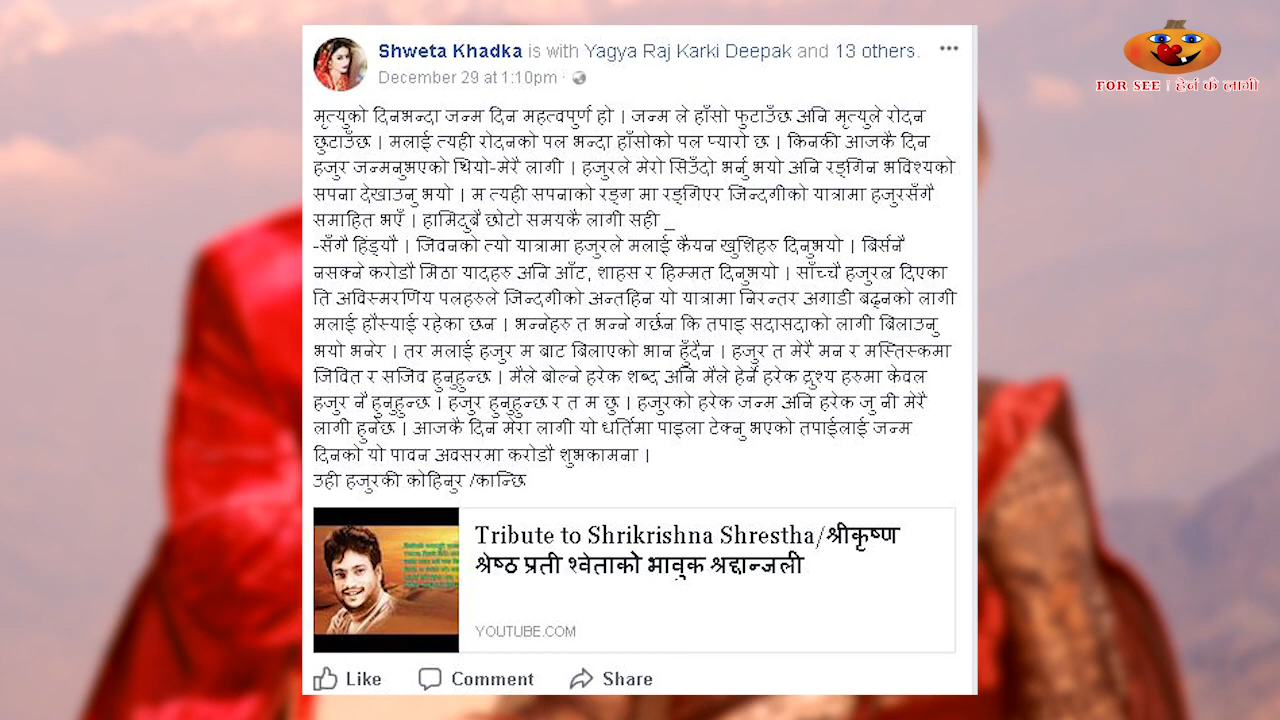 Shweta Khadka is with Yagya Raj Karki Deepak and 13 others.
December 29 at 1:10pm
FOR SEE । हेर्न कै लागी
मृत्युको दिनभन्दा जन्म दिन महत्वपुर्ण हो । जन्म ले हाँसो फुटाउँछ अनि मृत्युले रोदन
छुटाउँछ । मलाई त्यही रोदनको पल भन्दा हाँसोको पल प्यारो छ । किनकी आजकै दिन
हजुर जन्मनुभएको थियो-मेरै लागी । हजुरले मेरो सिउँदो भर्नु भयो अनि रङ्गिन भविश्यको
सपना देखाउनु भयो । म त्यही सपनाको रङ्ग मा रङ्गिएर जिन्दगीको यात्रामा हजुरसँगै
समाहित भएँ । हामिदुबै छोटो समयकै लागी सही _
-सँगै हिंड्यौ । जिवनको त्यो यात्रामा हजुरले मलाई कैयन खुशिहरु दिनुभयो । बिर्सनै
नसक्ने करोडौ मिठा यादहरु अनि आँट, शाहस र हिम्मत दिनुभयो । साँच्चै हजुरल दिएका
ति अविस्मरणिय पलहरुले जिन्दगीको अन्तहिन यो यात्रामा निरन्तर अगाडी बढ्नको लागी
मलाई हौस्याई रहेका छन । भन्नेहरु त भन्ने गर्छन कि तपाइ सदासदाको लागी बिलाउनु
भयो भनेर । तर मलाई हजुर म बाट बिलाएको भान हुँदैन । हजुर त मेरै मन र मस्तिस्कमा
जिवित र सजिव हुनुहुन्छ । मैले बोल्ने हरेक शब्द अनि मैले हेर्ने हरेक द्रुश्य हरुमा केवल
हजुर नै हुनुहुन्छ । हजुर हुनुहुन्छ र त म छु । हजुरको हरेक जन्म अनि हरेक जु नी मेरै
लागी हुनेछ । आजकै दिन मेरा लागी यो धर्तिमा पाइला टेक्नु भएको तपाईलाई जन्म
दिनको यो पावन अवसरमा करोडौ शुभकामना ।
उही हजुरकी कोहिनुर /कान्छि
Tribute to Shrikrishna Shrestha/श्रीकृष्ण
श्रेष्ठ प्रती श्वेताको भावुक श्रद्दान्जली
YOUTUBE.COM
Like Comment Share